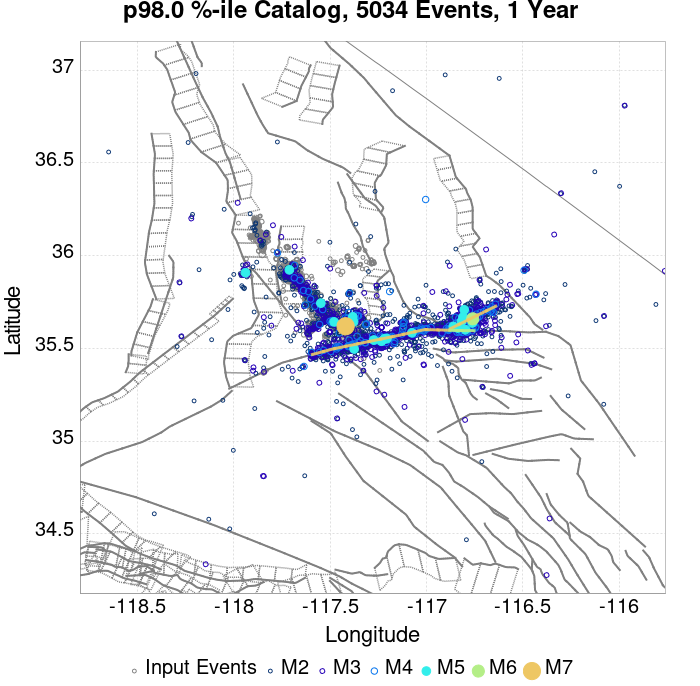 p98.0 %-ile Catalog, 5034 Events, 1 Year
37
36.5
36
35.5
35
34.5
Latitude
-118.5 -118 -117.5 -117 -116.5 -116
Longitude
Input Events M2 M3 M4 M5 M6 M7